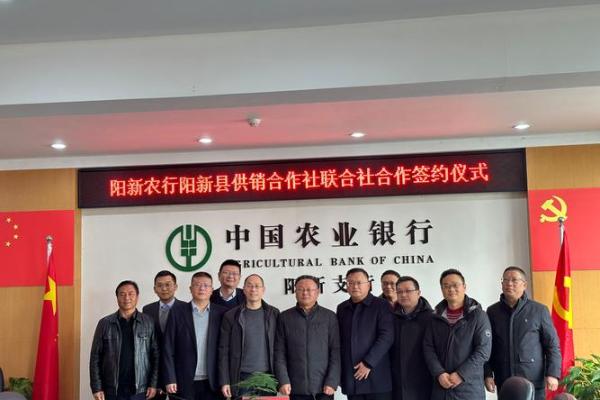 阳新农行阳新县供销合作社联合社合作签约仪式
中国农业银行
AGRICULTURAL BANK OF CHINA
阳新支行